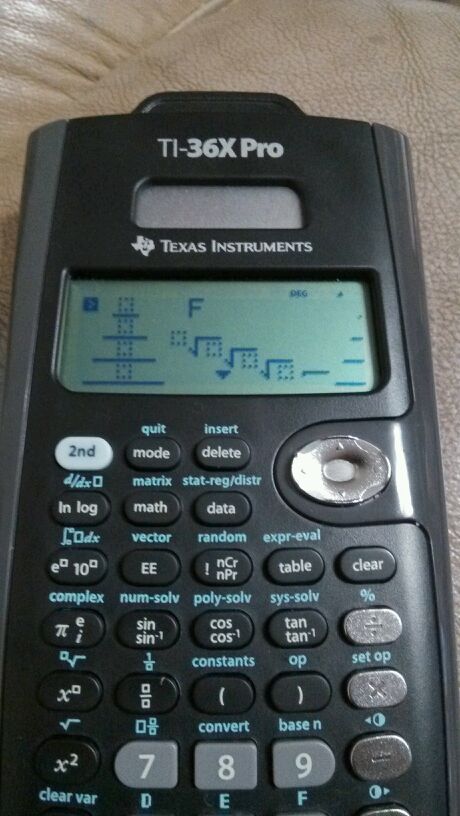 TI-36X Pro
TEXAS INSTRUMENTS
DEG
F
quit insert
2nd mode delete
d/dx□ matrix stat-reg/distr
ln log math data
∫□dx vector random expr-eval
e□ 10□ EE ! nCr nPr table clear
complex num-solv poly-solv sys-solv %
π e i sin sin-1 cos cos-1 tan tan-1 ÷
□√ 1/□ constants op set op
x□ □/□ ( ) ×
√ □□/□ convert base n
x² 7 8 9 −
clear var D E F